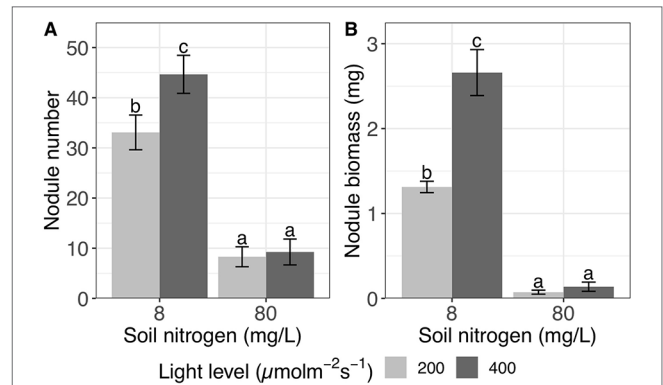 A
B
Nodule number
50
40
30
20
10
0
b
c
a
a
8
80
Soil nitrogen (mg/L)
Nodule biomass (mg)
3
2
1
0
b
c
a
a
8
80
Soil nitrogen (mg/L)
Light level (μmolm⁻²s⁻¹) 200 400